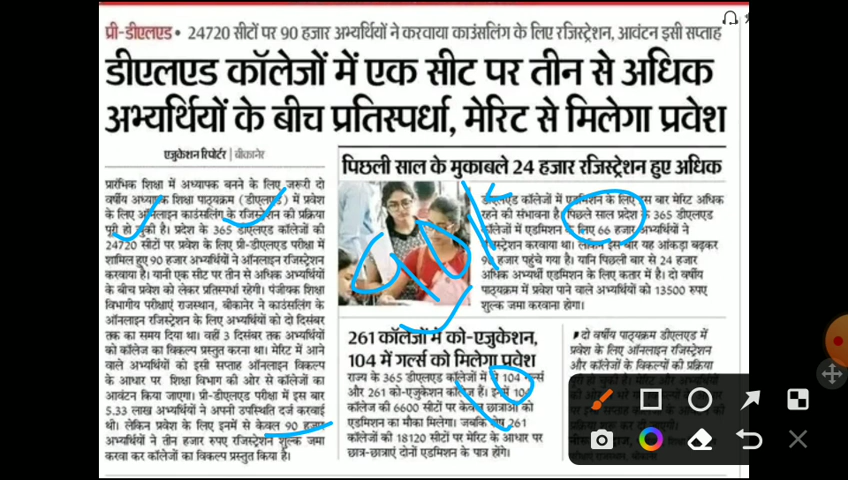 प्री-डीएलएड • 24720 सीटों पर 90 हजार अभ्यर्थियों ने करवाया काउंसलिंग के लिए रजिस्ट्रेशन, आवंटन इसी सप्ताह
डीएलएड कॉलेजों में एक सीट पर तीन से अधिक
अभ्यर्थियों के बीच प्रतिस्पर्धा, मेरिट से मिलेगा प्रवेश
एजुकेशन रिपोर्टर | बीकानेर
प्रारंभिक शिक्षा में अध्यापक बनने के लिए जरूरी दो
वर्षीय अध्यापक शिक्षा पाठ्यक्रम (डीएलएड) में प्रवेश
के लिए ऑनलाइन काउंसलिंग के रजिस्ट्रेशन की प्रक्रिया
पूरी हो चुकी है। प्रदेश के 365 डीएलएड कॉलेजों की
24720 सीटों पर प्रवेश के लिए प्री-डीएलएड परीक्षा में
शामिल हुए 90 हजार अभ्यर्थियों ने ऑनलाइन रजिस्ट्रेशन
करवाया है। यानी एक सीट पर तीन से अधिक अभ्यर्थियों
के बीच प्रवेश को लेकर प्रतिस्पर्धा रहेगी। पंजीयक शिक्षा
विभागीय परीक्षाएं राजस्थान, बीकानेर ने काउंसलिंग के
ऑनलाइन रजिस्ट्रेशन के लिए अभ्यर्थियों को दो दिसंबर
तक का समय दिया था। वहीं 3 दिसंबर तक अभ्यर्थियों
को कॉलेज का विकल्प प्रस्तुत करना था। मेरिट में आने
वाले अभ्यर्थियों को इसी सप्ताह ऑनलाइन विकल्प
के आधार पर शिक्षा विभाग की ओर से कॉलेजों का
आवंटन किया जाएगा। प्री-डीएलएड परीक्षा में इस बार
5.33 लाख अभ्यर्थियों ने अपनी उपस्थिति दर्ज करवाई
थी। लेकिन प्रवेश के लिए इनमें से केवल 90 हजार
अभ्यर्थियों ने तीन हजार रुपए रजिस्ट्रेशन शुल्क जमा
करवा कर कॉलेजों का विकल्प प्रस्तुत किया है।
पिछली साल के मुकाबले 24 हजार रजिस्ट्रेशन हुए अधिक
डीएलएड कॉलेजों में एडमिशन के लिए इस बार मेरिट अधिक
रहने की संभावना है। पिछले साल प्रदेश के 365 डीएलएड
कॉलेजों में एडमिशन के लिए 66 हजार अभ्यर्थियों ने
रजिस्ट्रेशन करवाया था। लेकिन इस बार यह आंकड़ा बढ़कर
90 हजार पहुंच गया है। यानि पिछली बार से 24 हजार
अधिक अभ्यर्थी एडमिशन के लिए कतार में है। दो वर्षीय
पाठ्यक्रम में प्रवेश पाने वाले अभ्यर्थियों को 13500 रुपए
शुल्क जमा करवाना होगा।
90k
261 कॉलेजों में को-एजुकेशन,
104 में गर्ल्स को मिलेगा प्रवेश
राज्य के 365 डीएलएड कॉलेजों में से 104 गर्ल्स
और 261 को-एजुकेशन कॉलेज हैं। इनमें 104
कॉलेज की 6600 सीटों पर केवल छात्राओं को
एडमिशन का मौका मिलेगा। जबकि शेष 261
कॉलेजों की 18120 सीटों पर मेरिट के आधार पर
छात्र-छात्राएं दोनों एडमिशन के पात्र होंगे।
दो वर्षीय पाठ्यक्रम डीएलएड में
प्रवेश के लिए ऑनलाइन रजिस्ट्रेशन
और कॉलेजों के विकल्पों की प्रक्रिया